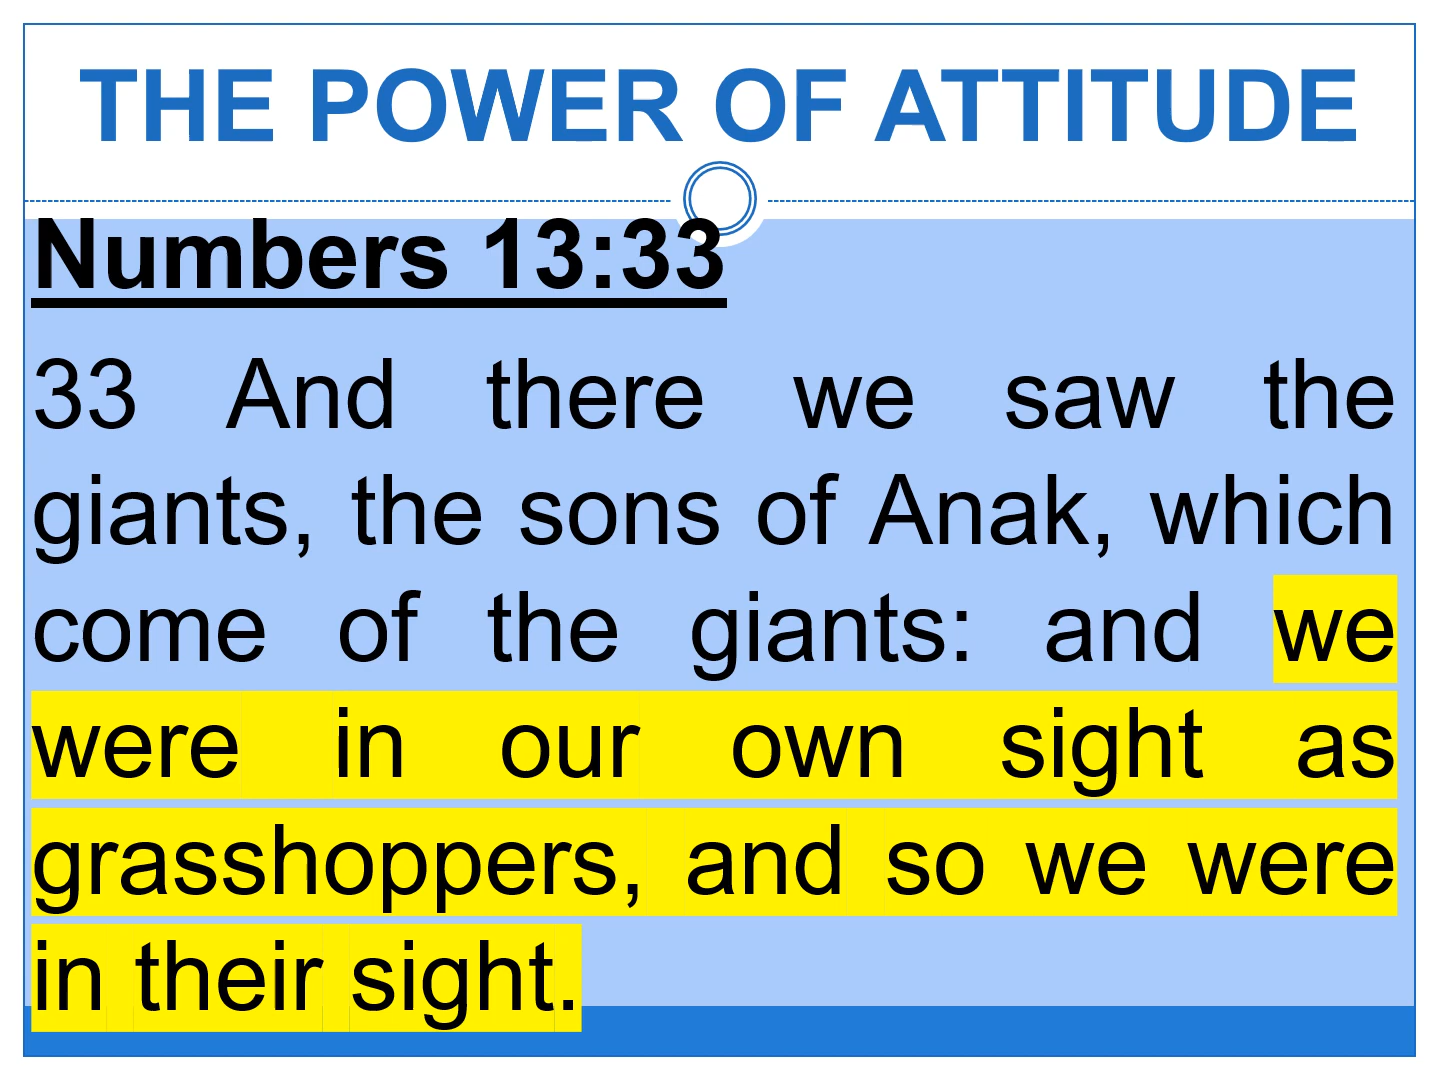 THE POWER OF ATTITUDE
Numbers 13:33
33 And there we saw the
giants, the sons of Anak, which
come of the giants: and we
were in our own sight as
grasshoppers, and so we were
in their sight.